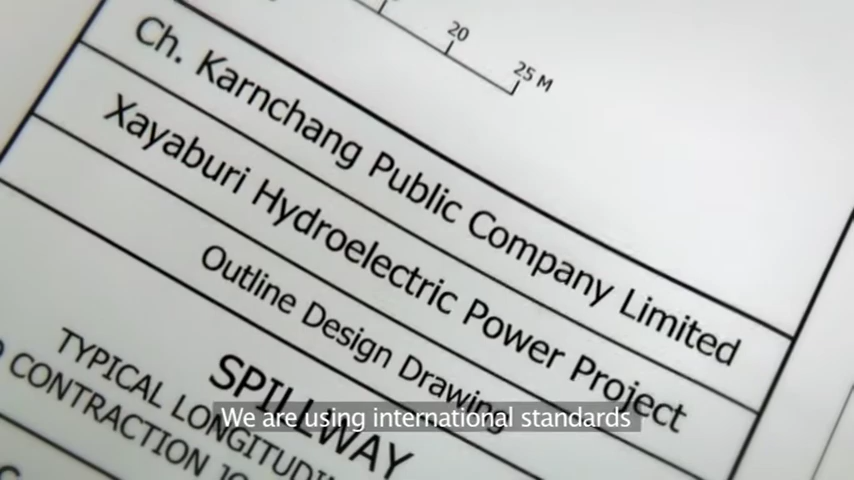 20
25 M
Ch. Karnchang Public Company Limited
Xayaburi Hydroelectric Power Project
Outline Design Drawing
SPILLWAY
TYPICAL
CONTRACTION
We are using international standards